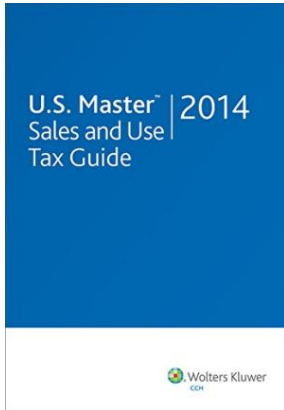 U.S. Master™ 2014
Sales and Use
Tax Guide
Wolters Kluwer
CCH